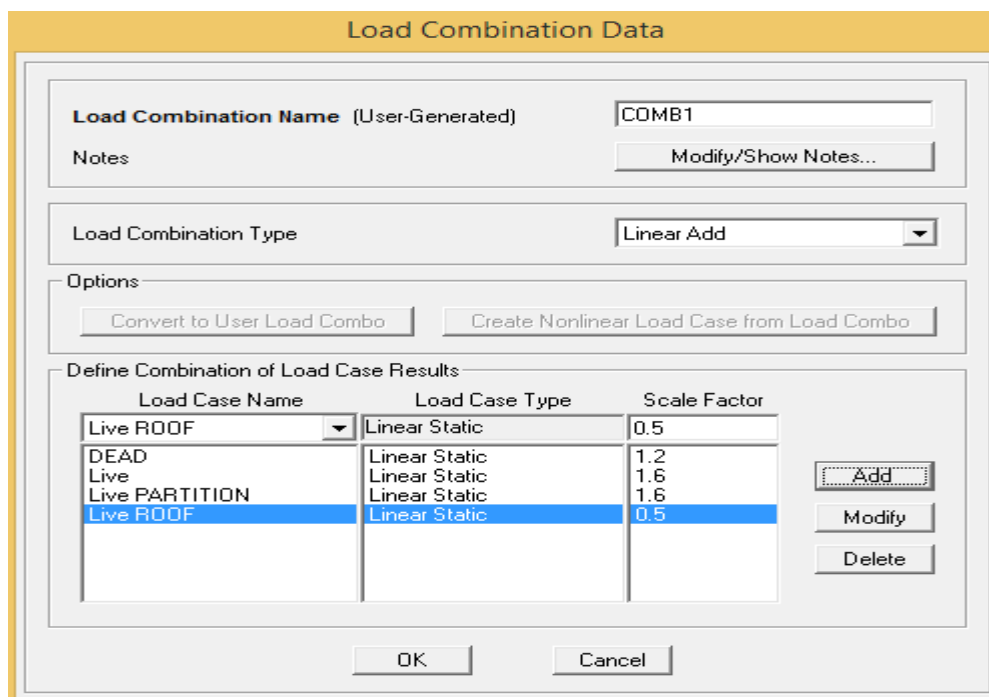 Load Combination Data
Load Combination Name (User-Generated) COMB1
Notes Modify/Show Notes...
Load Combination Type Linear Add
Options
Convert to User Load Combo Create Nonlinear Load Case from Load Combo
Define Combination of Load Case Results
Load Case Name Load Case Type Scale Factor
Live ROOF Linear Static 0.5
DEAD Linear Static 1.2
Live Linear Static 1.6
Live PARTITION Linear Static 1.6
Live ROOF Linear Static 0.5
Add
Modify
Delete
OK Cancel